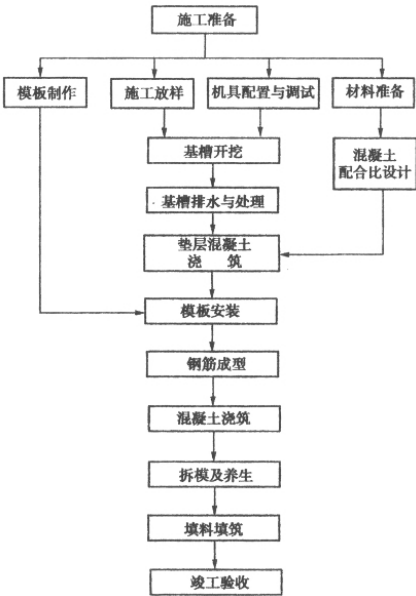 施工准备
模板制作
施工放样
机具配置与调试
材料准备
基槽开挖
混凝土
配合比设计
基槽排水与处理
垫层混凝土
浇 筑
模板安装
钢筋成型
混凝土浇筑
拆模及养生
填料填筑
竣工验收